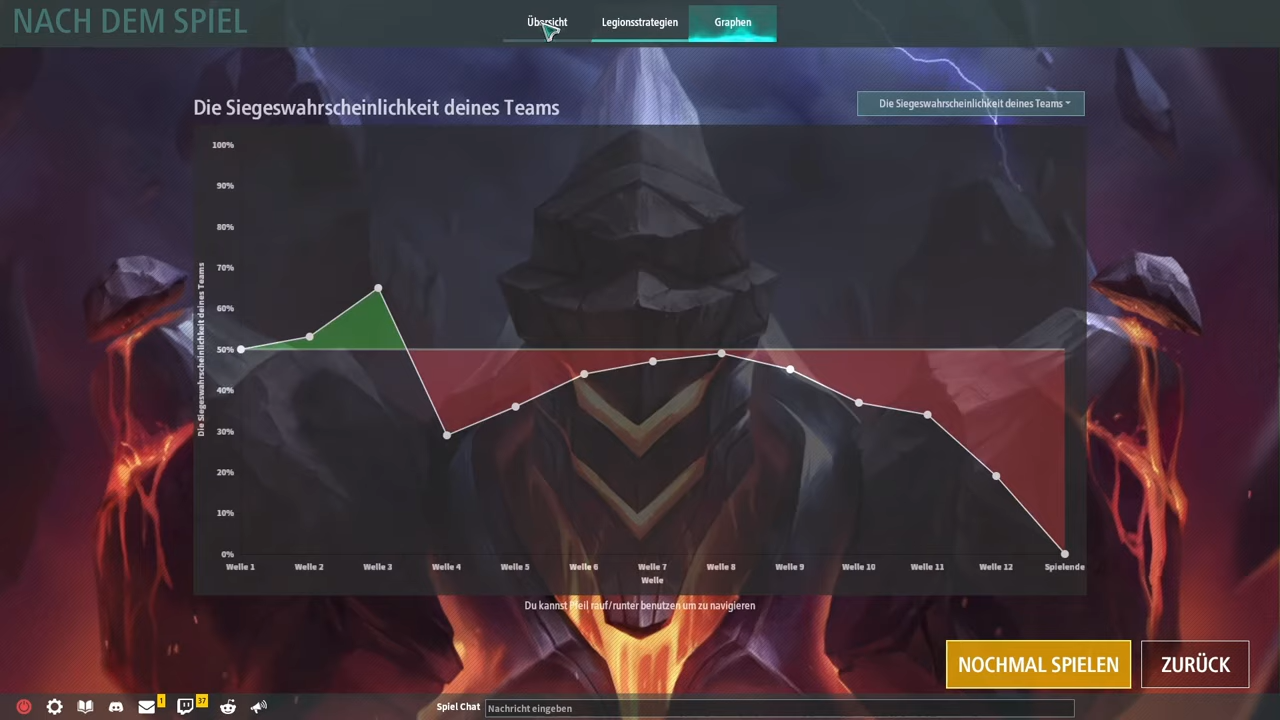 NACH DEM SPIEL
Übersicht
Legionsstrategien
Graphen
Die Siegeswahrscheinlichkeit deines Teams
Die Siegeswahrscheinlichkeit deines Teams
100%
90%
80%
70%
60%
50%
40%
30%
20%
10%
0%
Die Siegeswahrscheinlichkeit deines Teams
Welle 1
Welle 2
Welle 3
Welle 4
Welle 5
Welle 6
Welle 7
Welle 8
Welle 9
Welle 10
Welle 11
Welle 12
Spielende
Welle
Du kannst Pfeil rauf/runter benutzen um zu navigieren
NOCHMAL SPIELEN
ZURÜCK
1
37
Spiel Chat
Nachricht eingeben